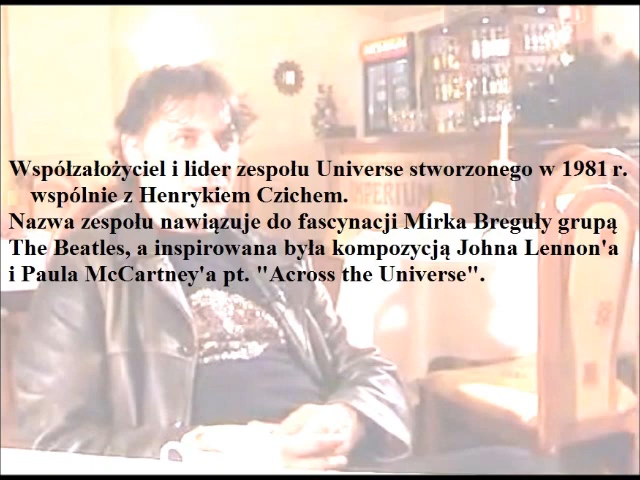 Współzałożyciel i lider zespołu Universe stworzonego w 1981 r.
wspólnie z Henrykiem Czichem.
Nazwa zespołu nawiązuje do fascynacji Mirka Breguły grupą
The Beatles, a inspirowana była kompozycją Johna Lennon'a
i Paula McCartney'a pt. "Across the Universe".
IMPERIUM